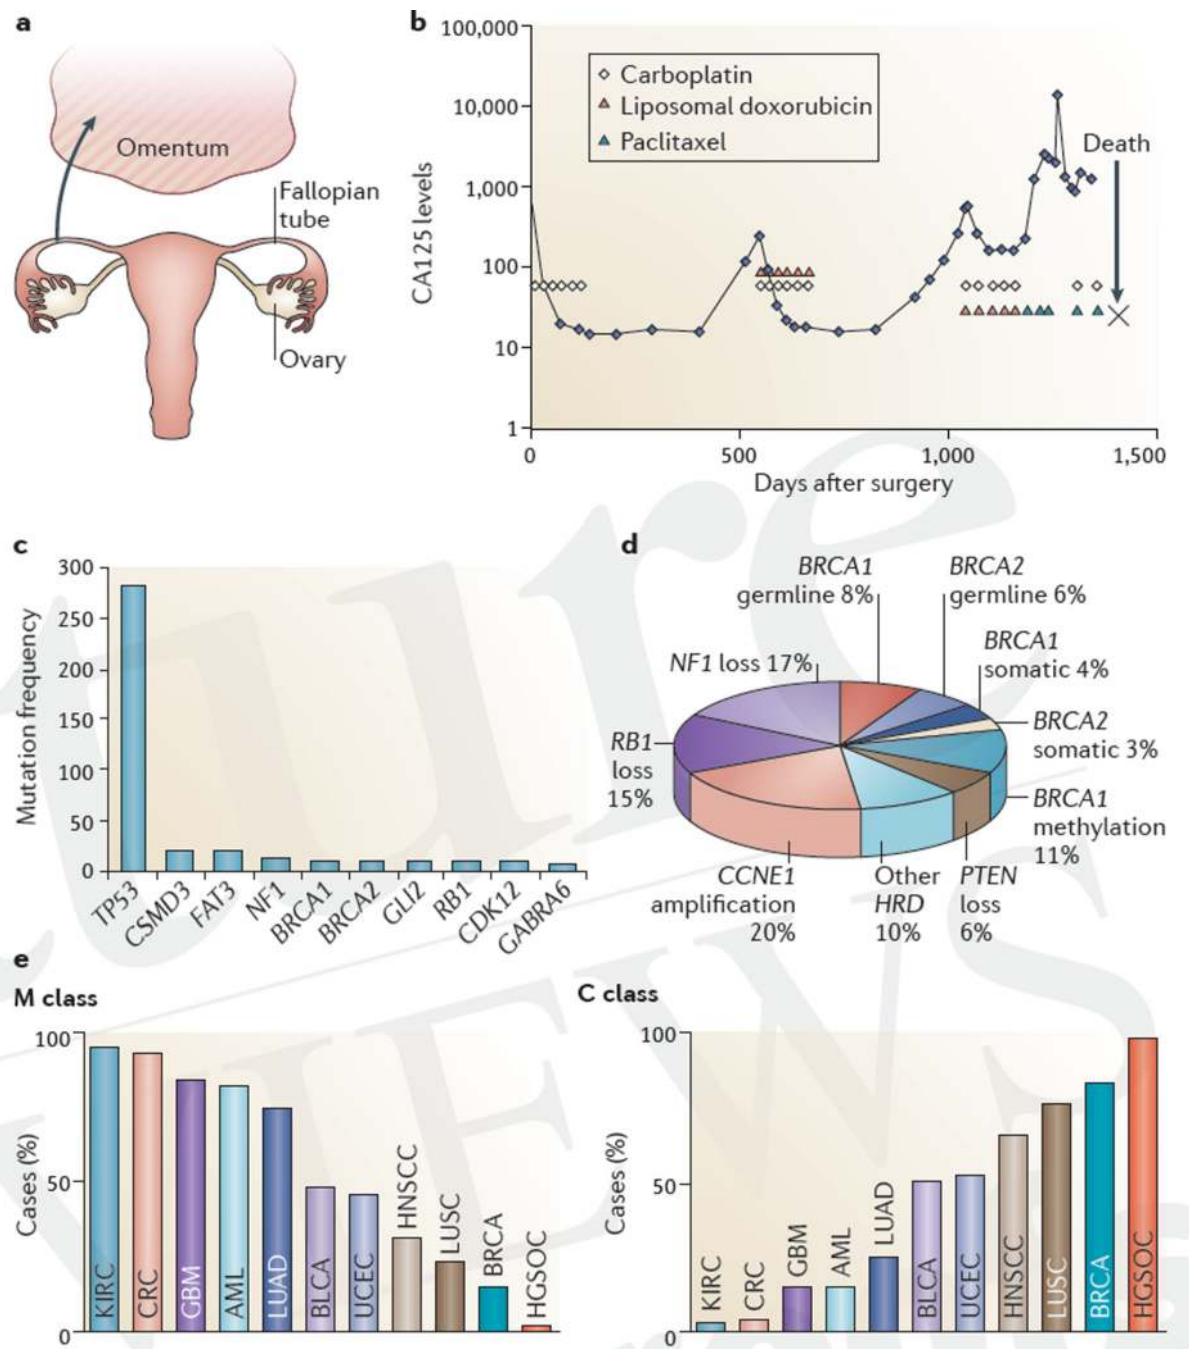 a
Omentum
Fallopian
tube
Ovary
b
CA125 levels
100,000
10,000
1,000
100
10
1
Carboplatin
Liposomal doxorubicin
Paclitaxel
Death
0
500
1,000
1,500
Days after surgery
c
Mutation frequency
300
250
200
150
100
50
0
TP53
CSMD3
FAT3
NF1
BRCA1
BRCA2
GLI2
RB1
CDK12
GABRA6
d
BRCA1
germline 8%
BRCA2
germline 6%
BRCA1
somatic 4%
BRCA2
somatic 3%
BRCA1
methylation
11%
PTEN
loss
6%
Other
HRD
10%
CCNE1
amplification
20%
RB1
loss
15%
NF1 loss 17%
e
M class
Cases (%)
100
50
0
KIRC
CRC
GBM
AML
LUAD
BLCA
UCEC
HNSCC
LUSC
BRCA
HGSOC
C class
Cases (%)
100
50
0
KIRC
CRC
GBM
AML
LUAD
BLCA
UCEC
HNSCC
LUSC
BRCA
HGSOC